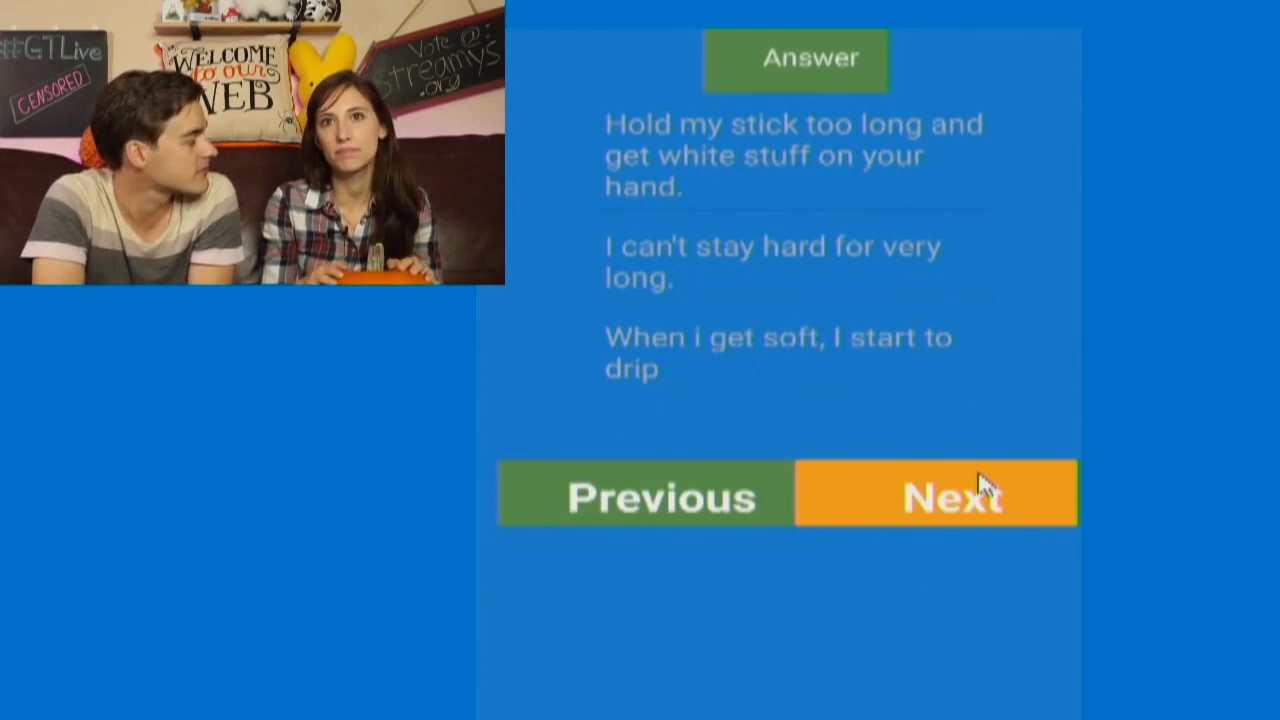 #GTLive
CENSORED
WELCOME
to our
WEB
Vote @:
streamys
.org
Answer
Hold my stick too long and
get white stuff on your
hand.
I can't stay hard for very
long.
When i get soft, I start to
drip
Previous
Next